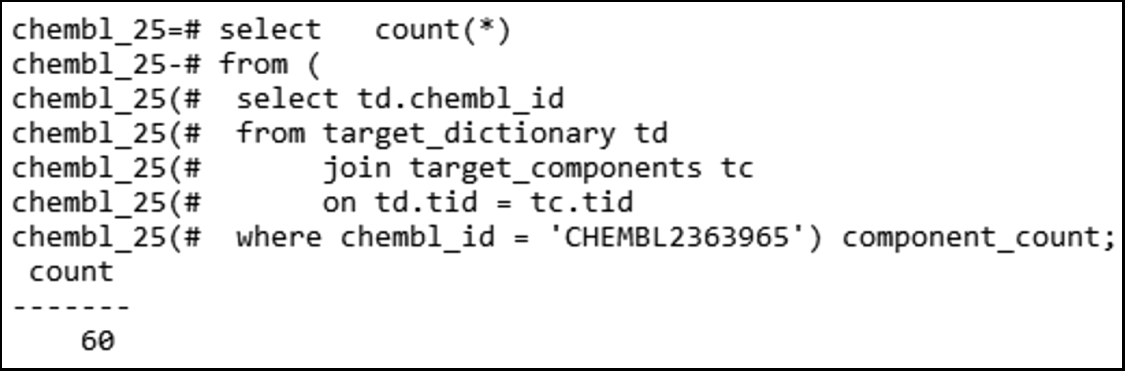 chembl_25=# select   count(*)
chembl_25-# from (
chembl_25(#  select td.chembl_id
chembl_25(#  from target_dictionary td
chembl_25(#       join target_components tc
chembl_25(#       on td.tid = tc.tid
chembl_25(#  where chembl_id = 'CHEMBL2363965') component_count;
 count
-------
    60